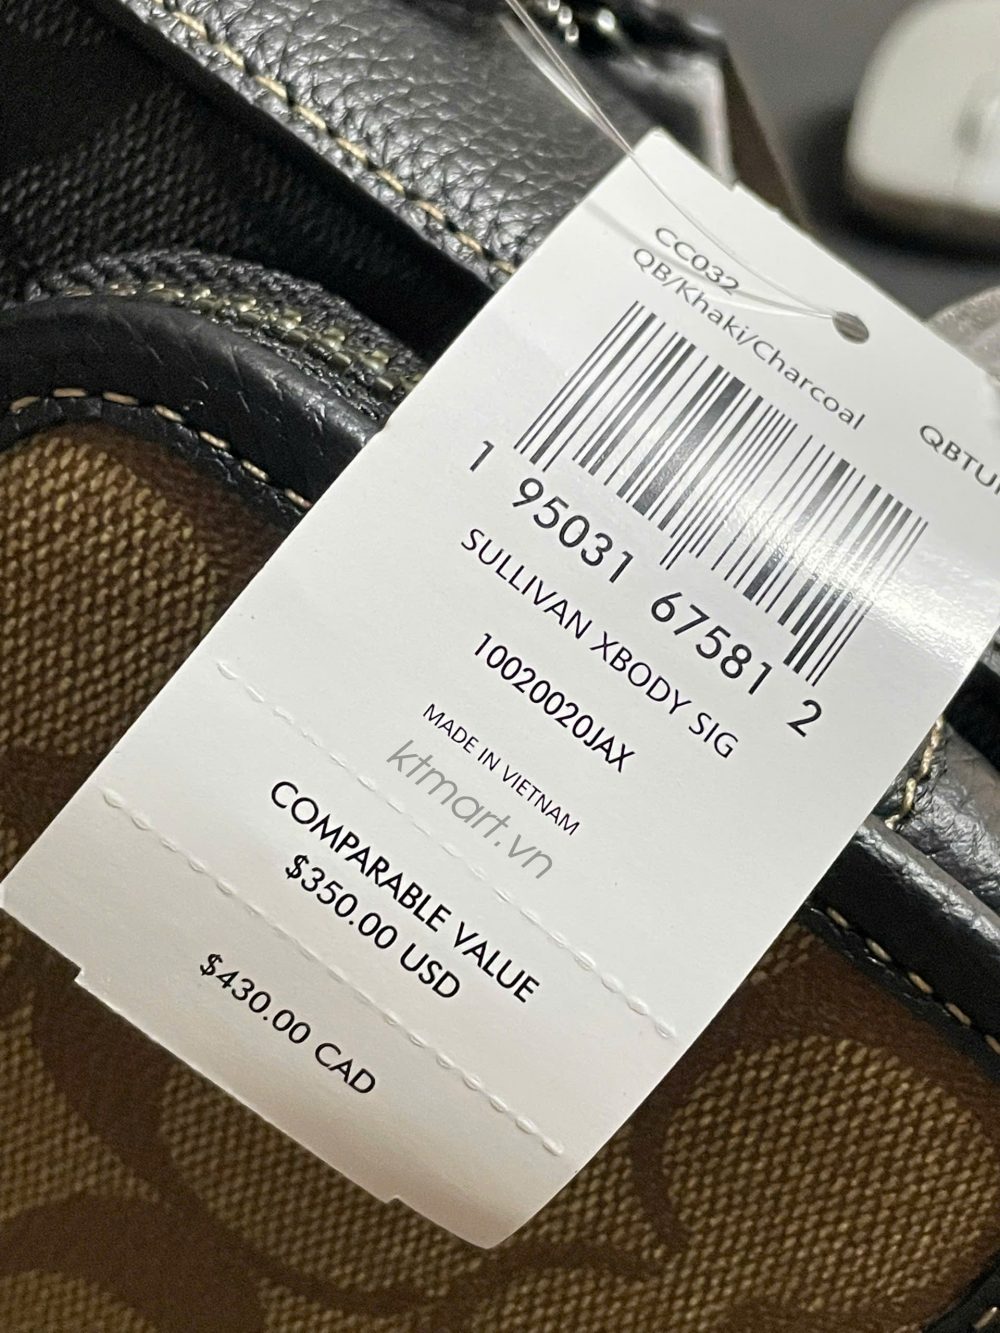 CC032
QB/Khaki/Charcoal
QBTU
1 95031 67581 2
SULLIVAN XBODY SIG
10020020JAX
MADE IN VIETNAM
ktmart.vn
COMPARABLE VALUE
$350.00 USD
$430.00 CAD